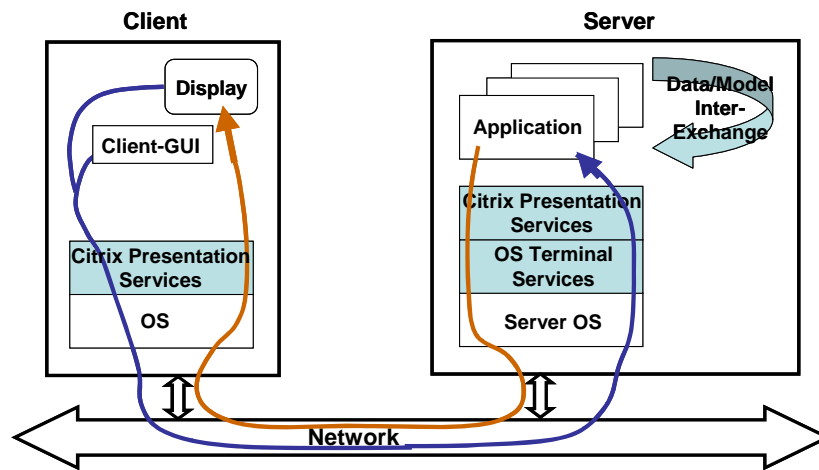 Client
Display
Client-GUI
Citrix Presentation
Services
OS
Server
Application
Data/Model
Inter-
Exchange
Citrix Presentation
Services
OS Terminal
Services
Server OS
Network